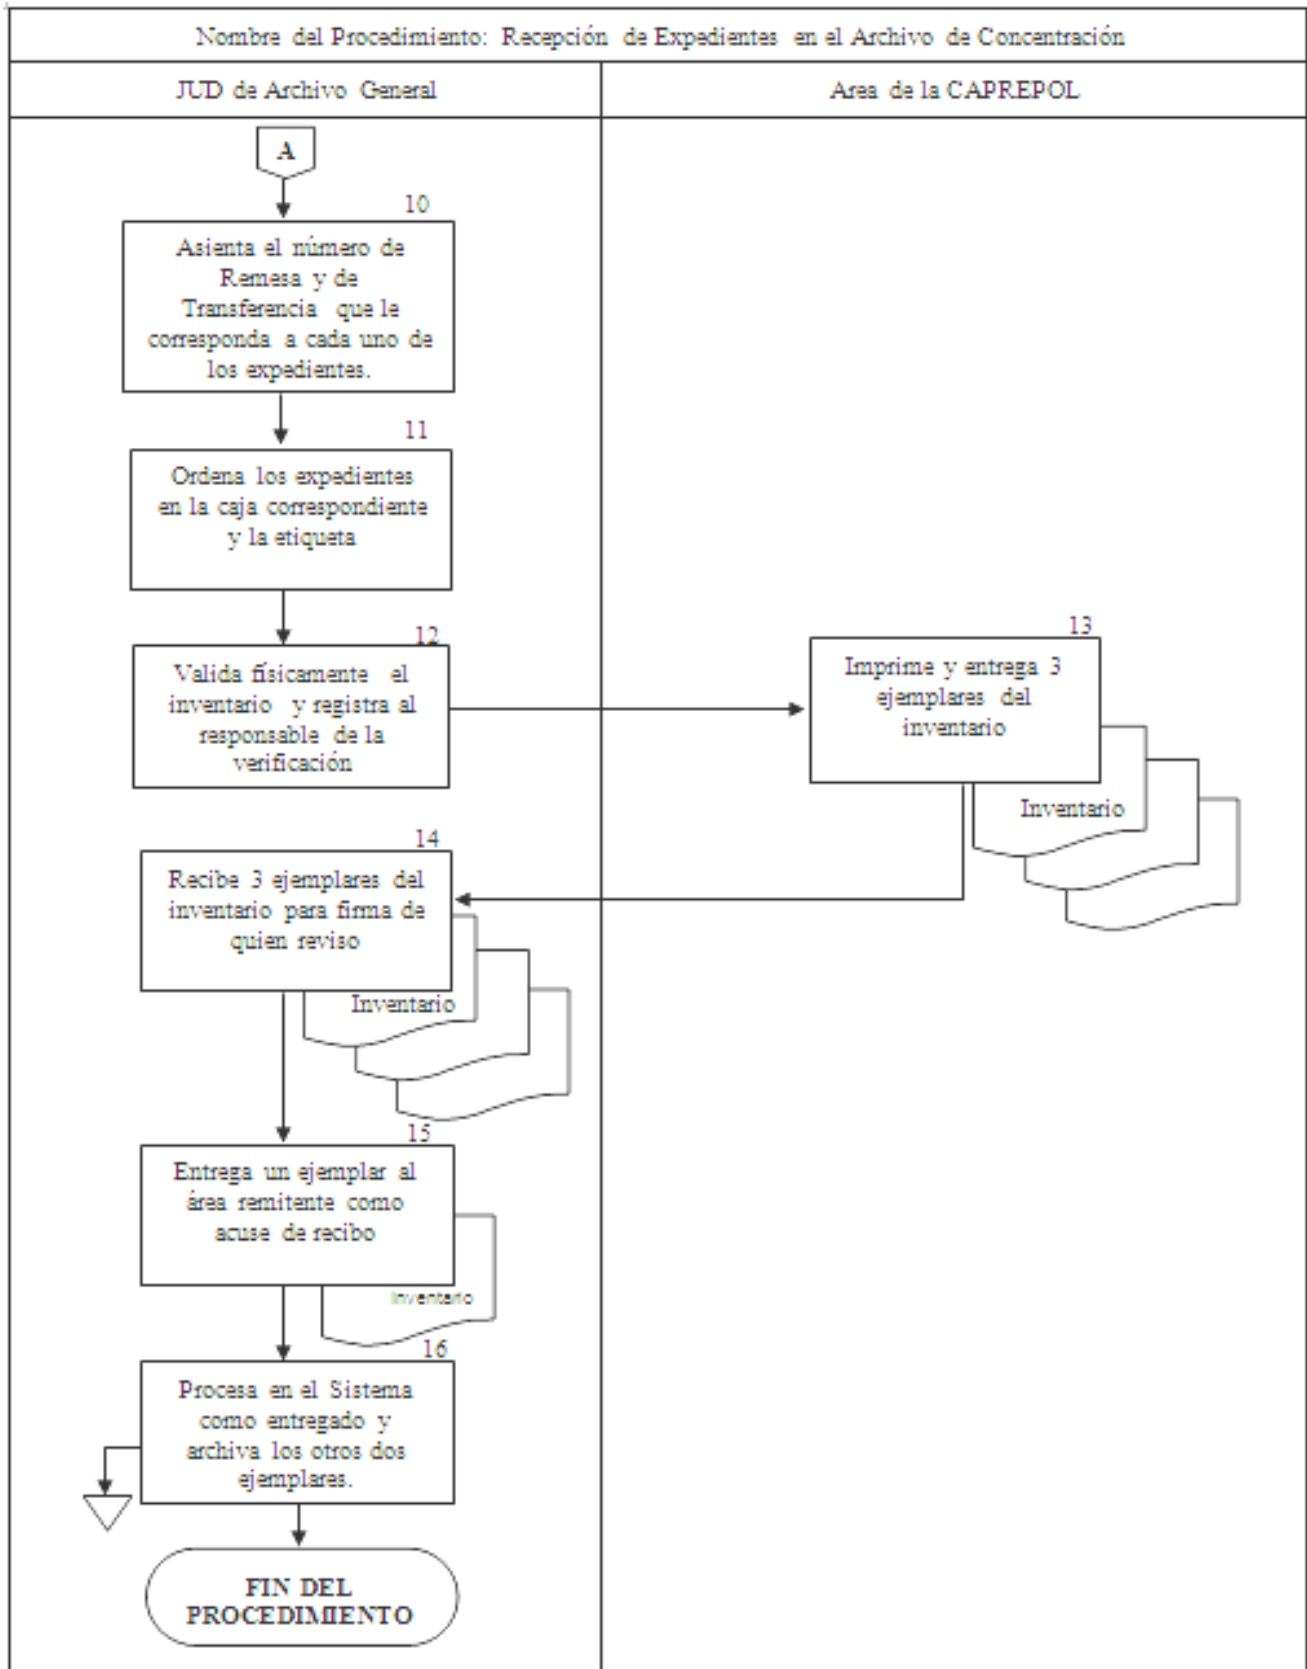 Nombre del Procedimiento: Recepción de Expedientes en el Archivo de Concentración
JUD de Archivo General
Area de la CAPREPOL
A
10
Asienta el número de
Remesa y de
Transferencia que le
corresponda a cada uno de
los expedientes.
11
Ordena los expedientes
en la caja correspondiente
y la etiqueta
12
Valida físicamente el
inventario y registra al
responsable de la
verificación
13
Imprime y entrega 3
ejemplares del
inventario
Inventario
14
Recibe 3 ejemplares del
inventario para firma de
quien reviso
Inventario
15
Entrega un ejemplar al
área remitente como
acuse de recibo
Inventario
16
Procesa en el Sistema
como entregado y
archiva los otros dos
ejemplares.
FIN DEL
PROCEDIMIENTO